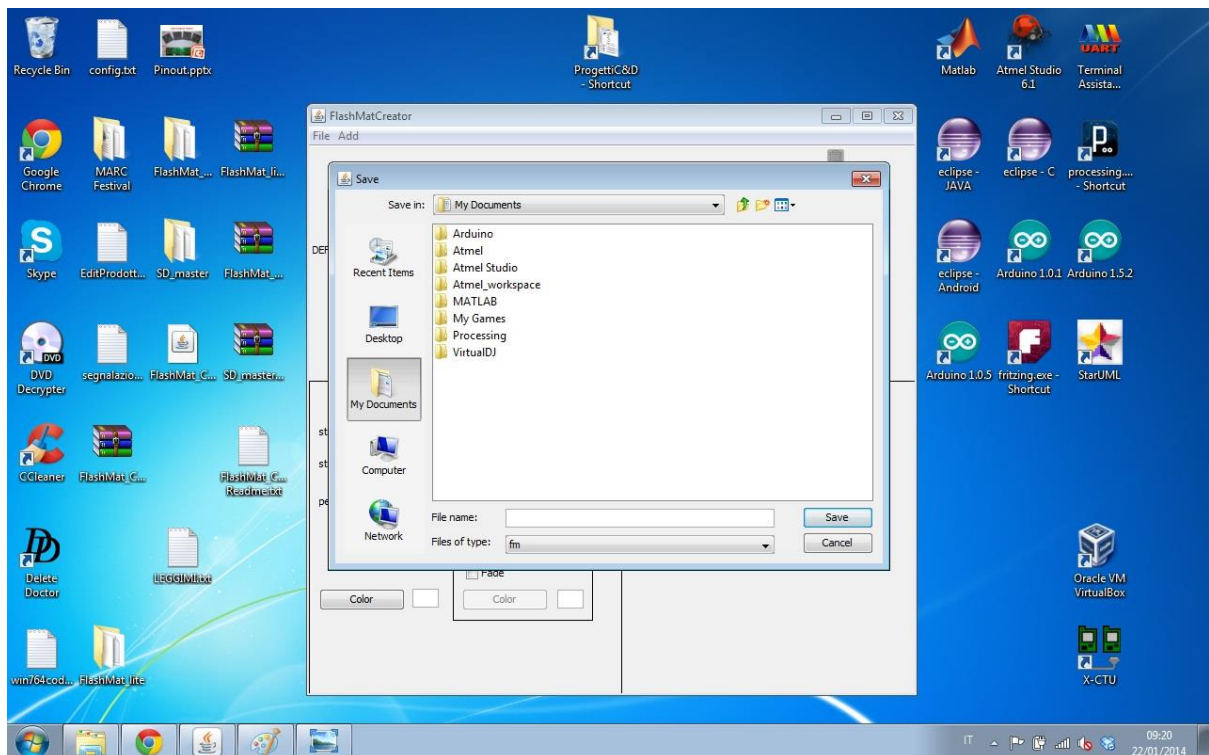 Recycle Bin
config.txt
Pinout.pptx
ProgettiC&D
- Shortcut
Matlab
Atmel Studio
6.1
UART
Terminal
Assista...
Google
Chrome
MARC
Festival
FlashMat_...
FlashMat_li...
eclipse -
JAVA
eclipse - C
processing....
- Shortcut
Skype
EditProdott...
SD_master
FlashMat_...
eclipse -
Android
Arduino 1.0.1
Arduino 1.5.2
DVD
DVD
Decrypter
segnalazio...
FlashMat_C...
SD_master...
Arduino 1.0.5
fritzing.exe -
Shortcut
StarUML
CCleaner
FlashMat_C...
FlashMat_C...
Readme.txt
Delete
Doctor
LEGGIMI.txt
Oracle VM
VirtualBox
win764cod...
FlashMat_lite
X-CTU
FlashMatCreator
File Add
DEF
st
st
pe
Save
Save in: My Documents
Recent Items
Desktop
My Documents
Computer
Network
Arduino
Atmel
Atmel Studio
Atmel_workspace
MATLAB
My Games
Processing
VirtualDJ
File name:
Save
Files of type: fm
Cancel
Fade
Color
Color
IT
09:20
22/01/2014